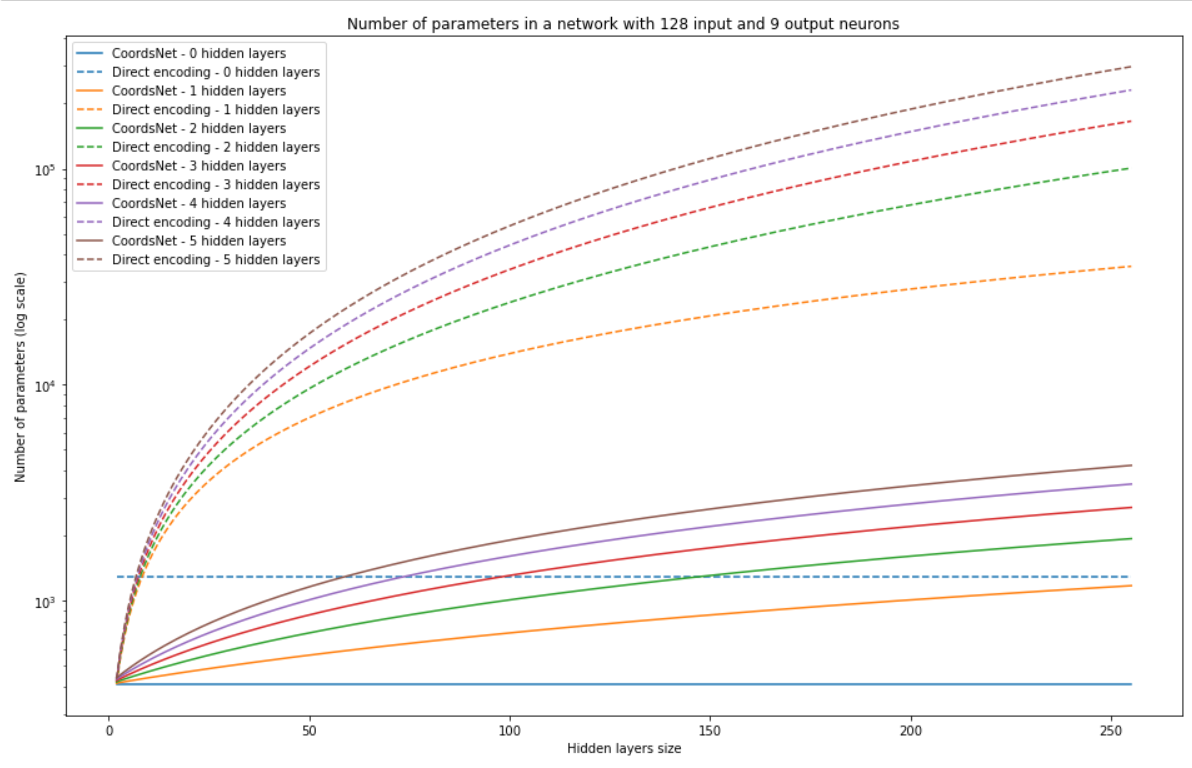 Number of parameters in a network with 128 input and 9 output neurons
CoordsNet - 0 hidden layers
Direct encoding - 0 hidden layers
CoordsNet - 1 hidden layers
Direct encoding - 1 hidden layers
CoordsNet - 2 hidden layers
Direct encoding - 2 hidden layers
CoordsNet - 3 hidden layers
Direct encoding - 3 hidden layers
CoordsNet - 4 hidden layers
Direct encoding - 4 hidden layers
CoordsNet - 5 hidden layers
Direct encoding - 5 hidden layers
Number of parameters (log scale)
10⁵
10⁴
10³
0 50 100 150 200 250
Hidden layers size